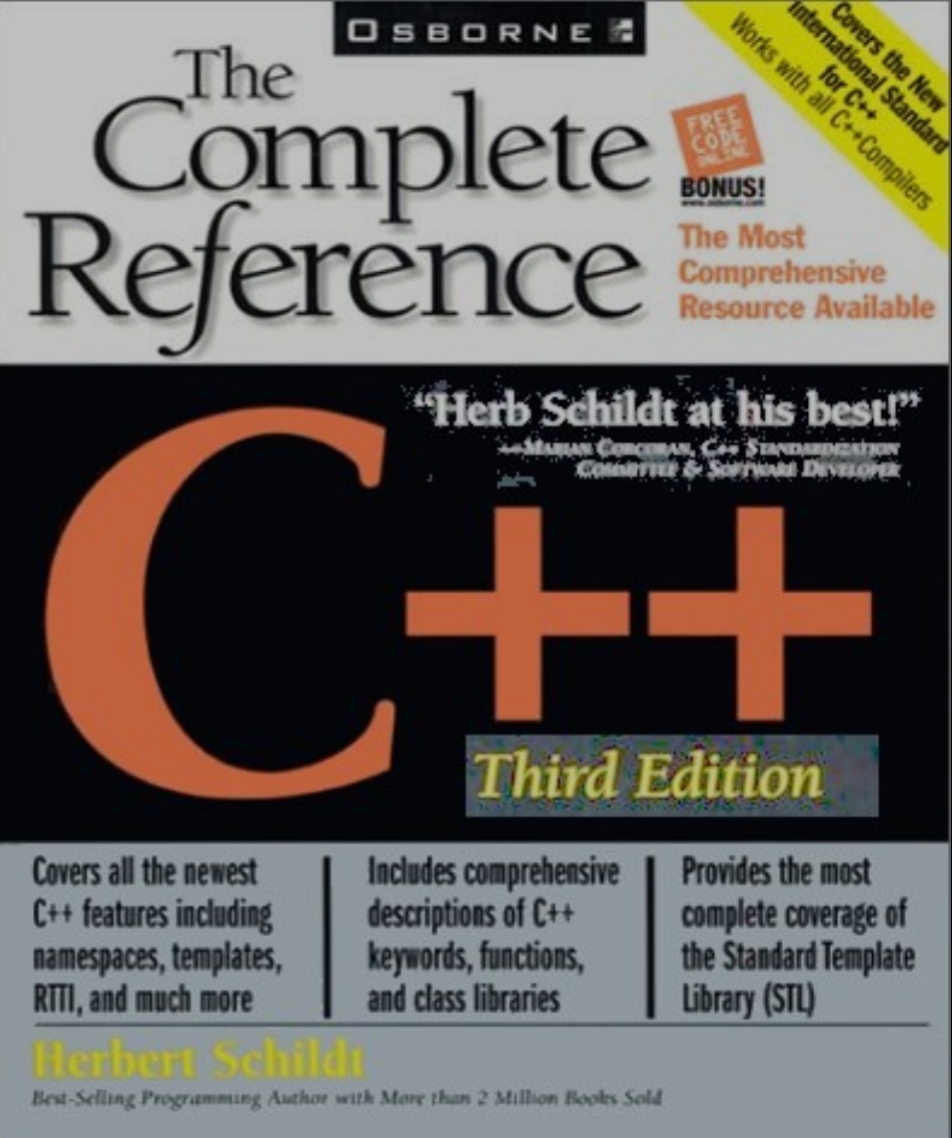 OSBORNE
The
Complete
Reference
Covers the New
International Standard
for C++
Works with all C++ Compilers
FREE
CODE
ONLINE
BONUS!
www.osborne.com
The Most
Comprehensive
Resource Available
“Herb Schildt at his best!”
—MARIAN CORCORAN, C++ STANDARDIZATION
COMMITTEE & SOFTWARE DEVELOPER
C++
Third Edition
Covers all the newest
C++ features including
namespaces, templates,
RTTI, and much more
Includes comprehensive
descriptions of C++
keywords, functions,
and class libraries
Provides the most
complete coverage of
the Standard Template
Library (STL)
Herbert Schildt
Best-Selling Programming Author with More than 2 Million Books Sold